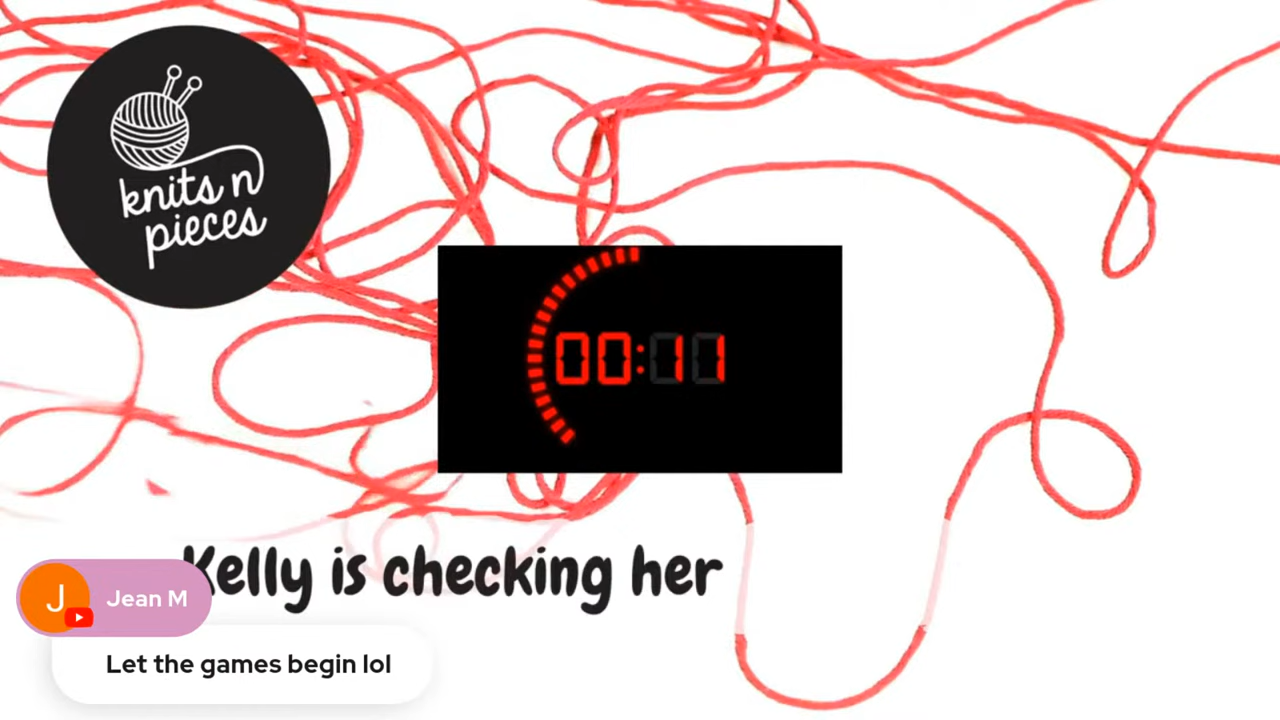 knits n
pieces
00:11
Kelly is checking her
J
Jean M
Let the games begin lol